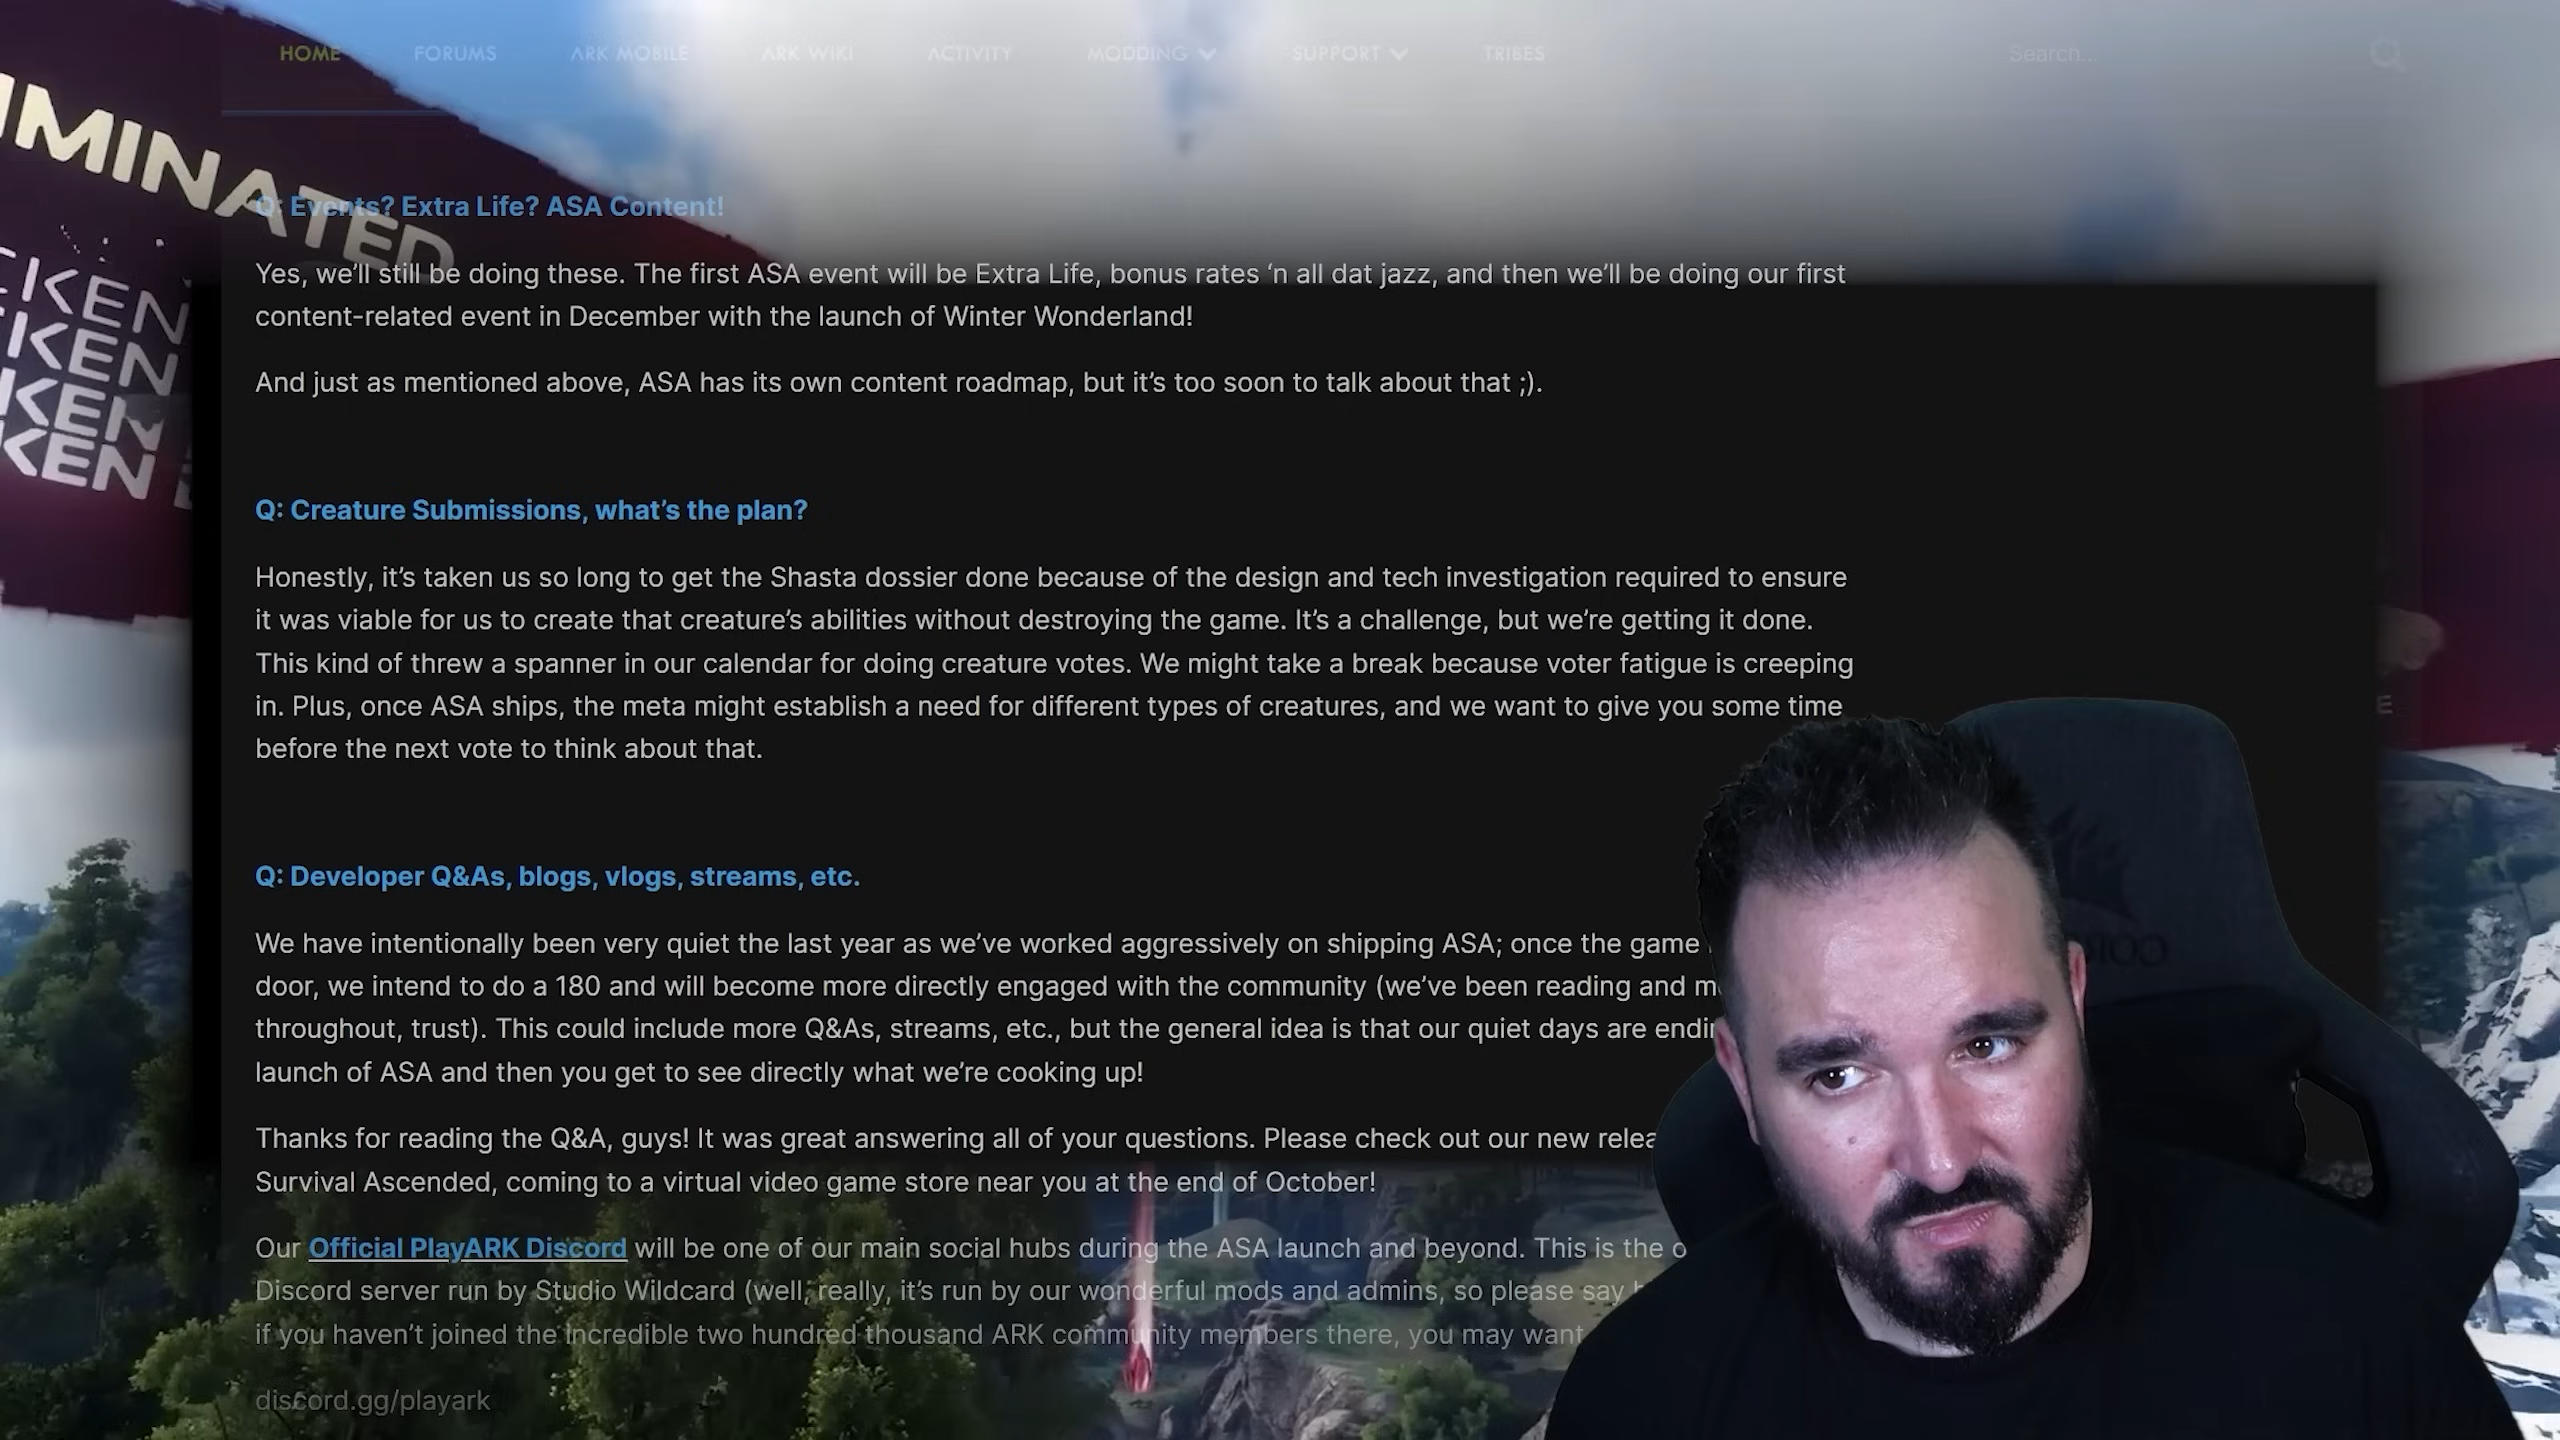 HOME FORUMS ARK MOBILE ARK WIKI ACTIVITY MODDING SUPPORT TRIBES Search...
Q: Events? Extra Life? ASA Content!
Yes, we’ll still be doing these. The first ASA event will be Extra Life, bonus rates ‘n all dat jazz, and then we’ll be doing our first
content-related event in December with the launch of Winter Wonderland!
And just as mentioned above, ASA has its own content roadmap, but it’s too soon to talk about that ;).
Q: Creature Submissions, what’s the plan?
Honestly, it’s taken us so long to get the Shasta dossier done because of the design and tech investigation required to ensure
it was viable for us to create that creature’s abilities without destroying the game. It’s a challenge, but we’re getting it done.
This kind of threw a spanner in our calendar for doing creature votes. We might take a break because voter fatigue is creeping
in. Plus, once ASA ships, the meta might establish a need for different types of creatures, and we want to give you some time
before the next vote to think about that.
Q: Developer Q&As, blogs, vlogs, streams, etc.
We have intentionally been very quiet the last year as we’ve worked aggressively on shipping ASA; once the game
door, we intend to do a 180 and will become more directly engaged with the community (we’ve been reading and
throughout, trust). This could include more Q&As, streams, etc., but the general idea is that our quiet days are
launch of ASA and then you get to see directly what we’re cooking up!
Thanks for reading the Q&A, guys! It was great answering all of your questions. Please check out our new
Survival Ascended, coming to a virtual video game store near you at the end of October!
Our Official PlayARK Discord will be one of our main social hubs during the ASA launch and beyond. This is the
Discord server run by Studio Wildcard (well, really, it’s run by our wonderful mods and admins, so please say
if you haven’t joined the incredible two hundred thousand ARK community members there, you may want
discord.gg/playark
MINATED
KEN
KEN
KEN
KEN